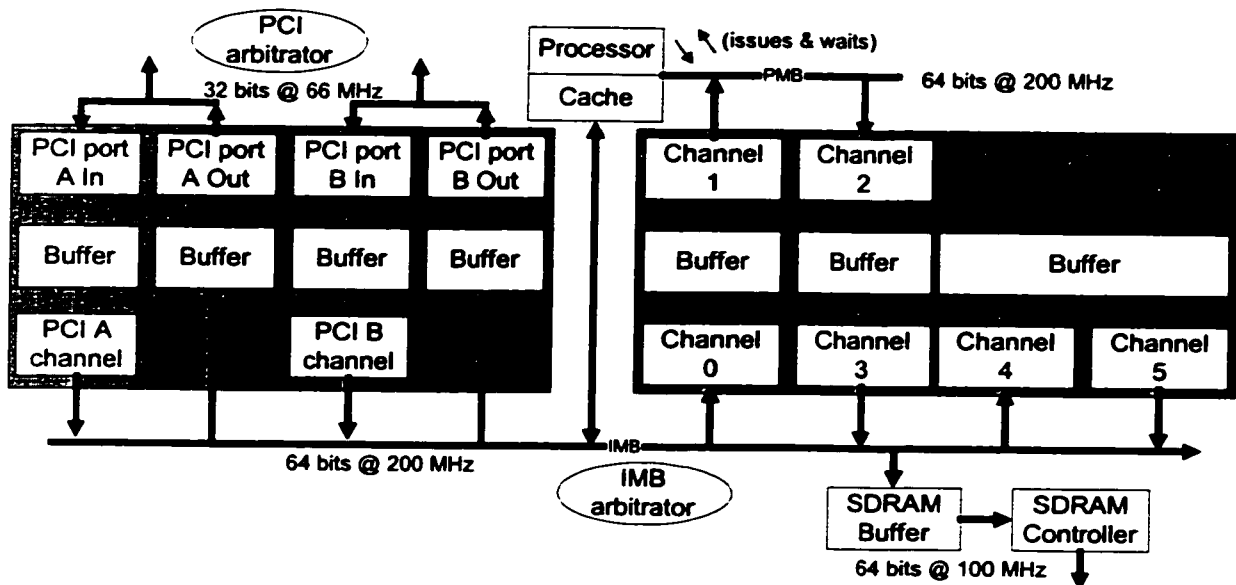 PCI
arbitrator
32 bits @ 66 MHz
Processor
Cache
(issues & waits)
PMB
64 bits @ 200 MHz
PCI port
A In
PCI port
A Out
PCI port
B In
PCI port
B Out
Channel
1
Channel
2
Buffer
Buffer
Buffer
Buffer
Buffer
Buffer
Buffer
PCI A
channel
PCI B
channel
Channel
0
Channel
3
Channel
4
Channel
5
64 bits @ 200 MHz
IMB
IMB
arbitrator
SDRAM
Buffer
SDRAM
Controller
64 bits @ 100 MHz